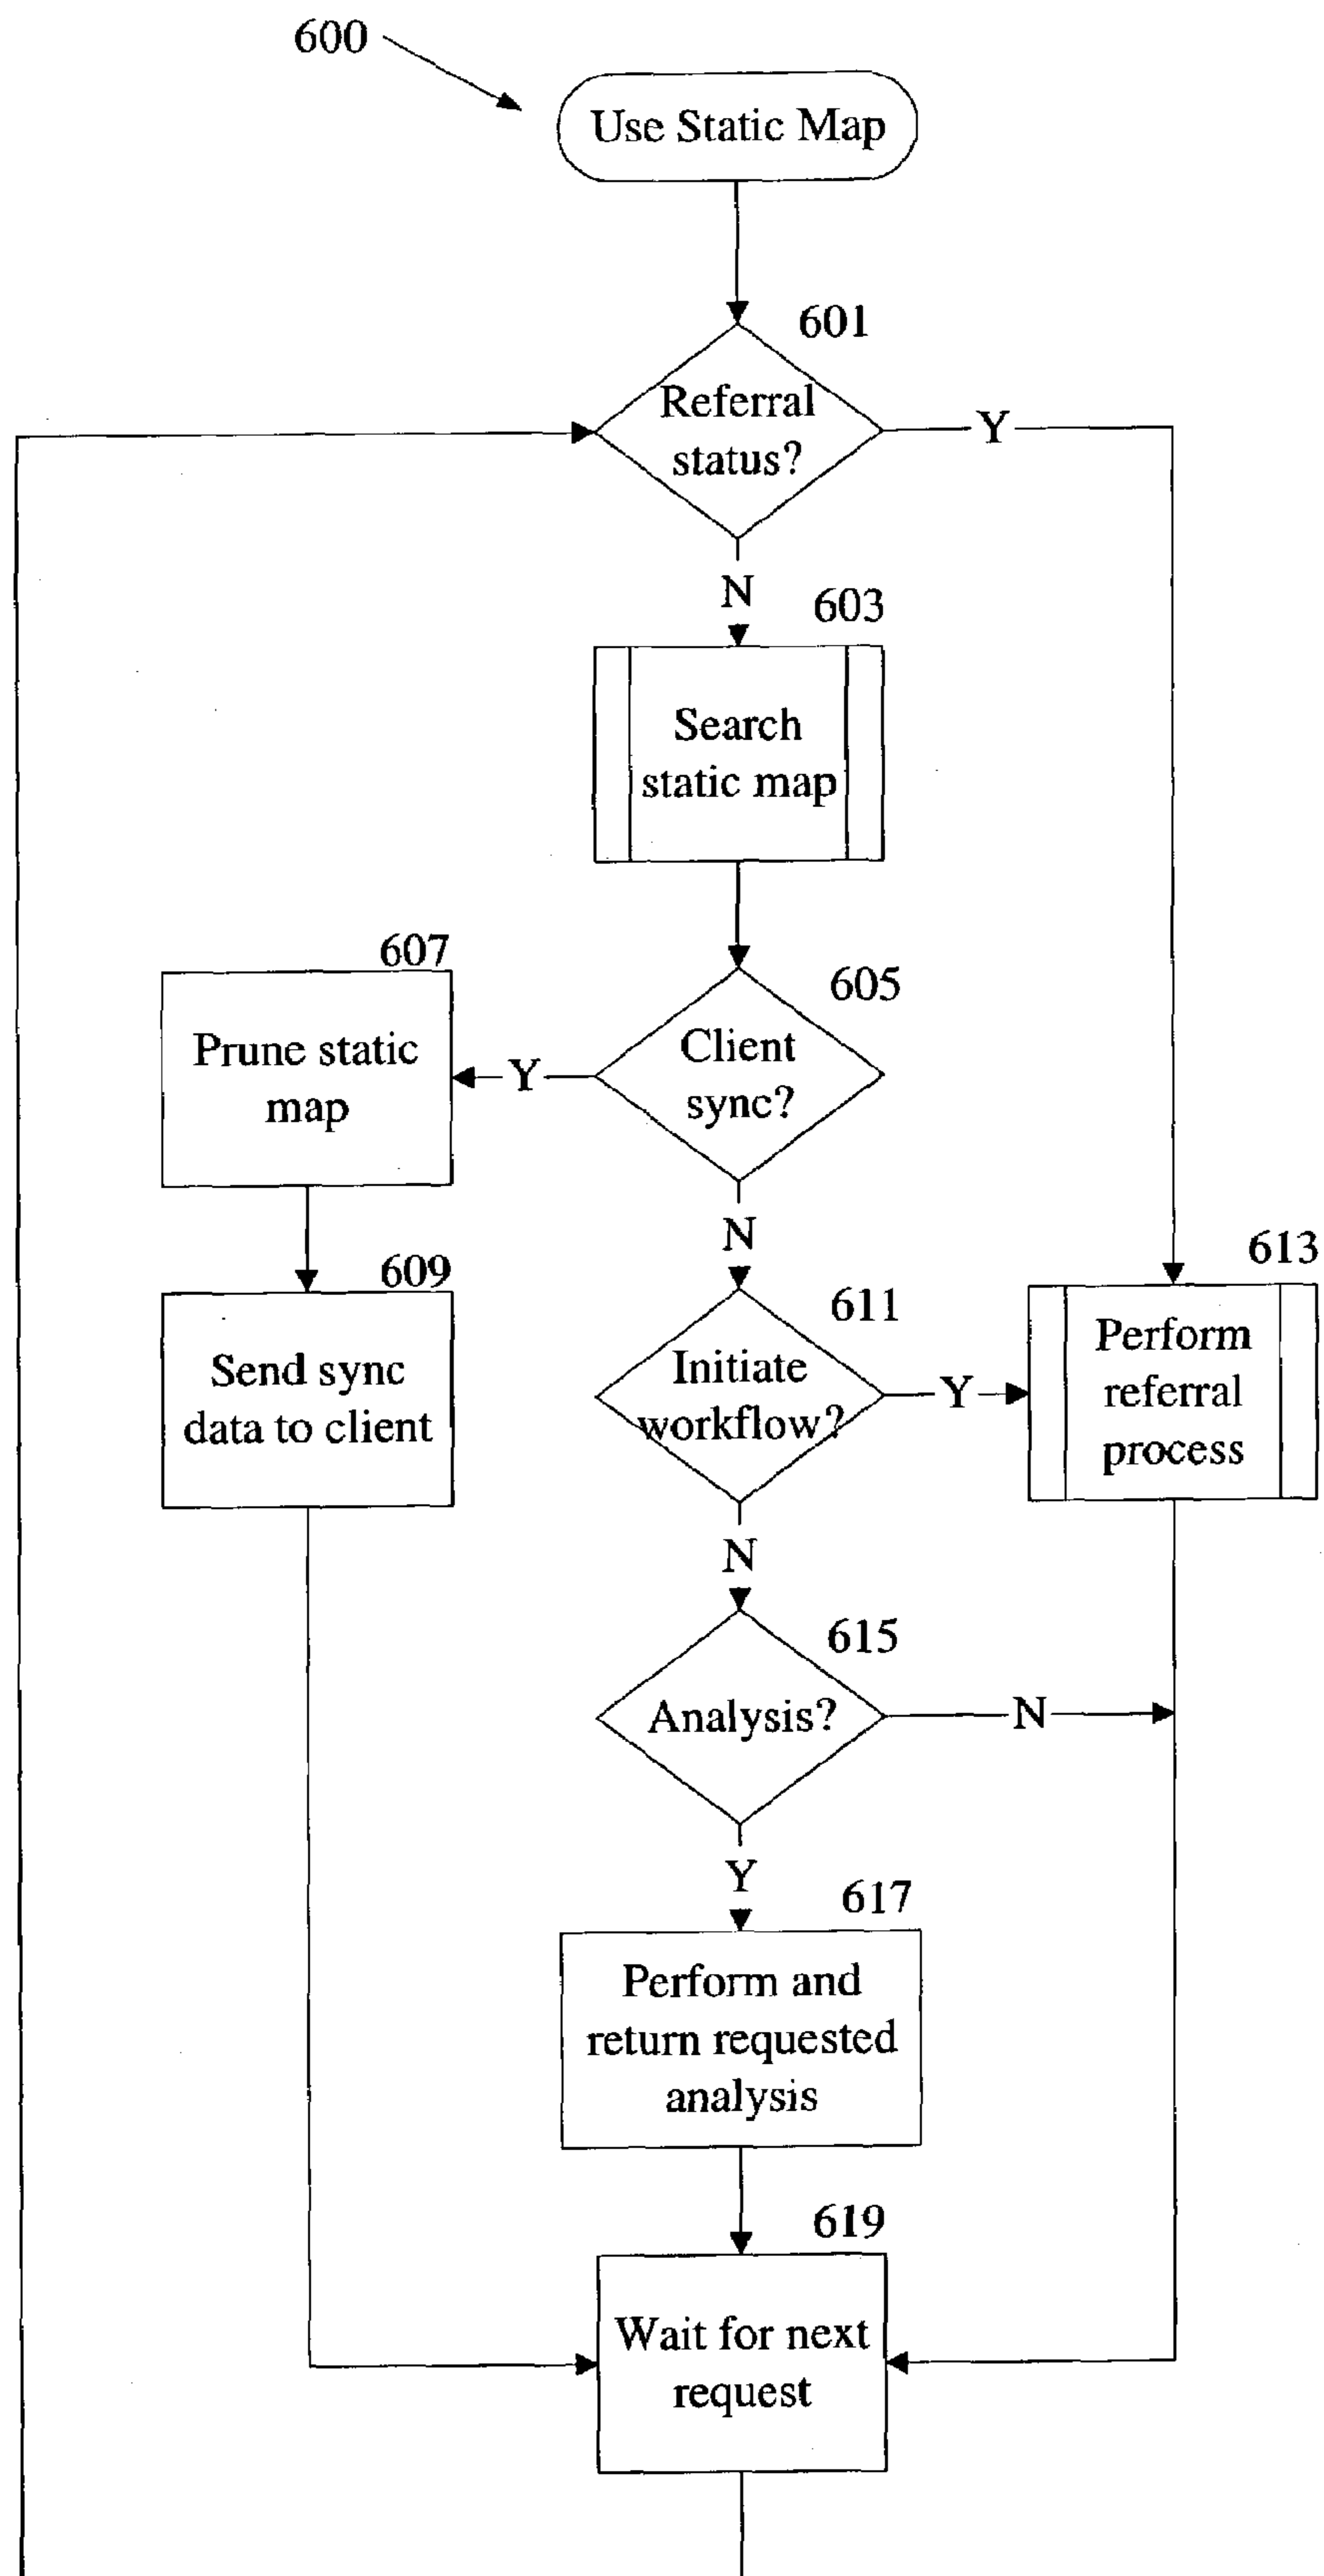 600
Use Static Map
601
Referral
status?
Y
N
603
Search
static map
607
605
Prune static
map
Y
Client
sync?
N
609
611
613
Send sync
data to client
Initiate
workflow?
Y
Perform
referral
process
N
615
Analysis?
N
Y
617
Perform and
return requested
analysis
619
Wait for next
request